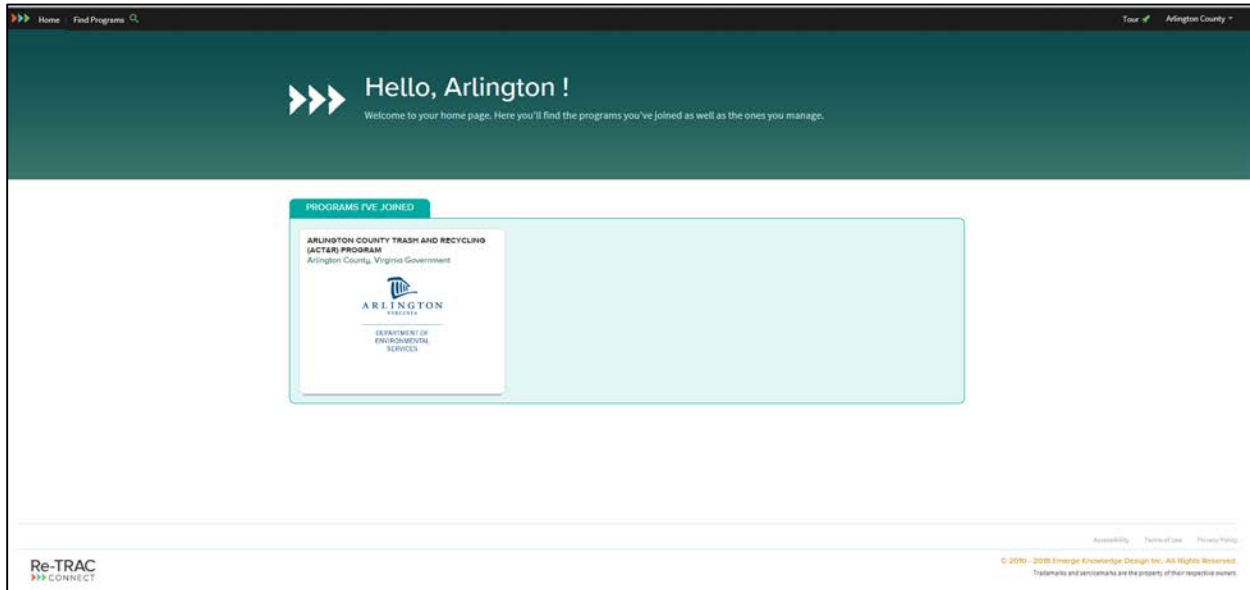 Home Find Programs
Tour Arlington County
Hello, Arlington !
Welcome to your home page. Here you'll find the programs you've joined as well as the ones you manage.
PROGRAMS I'VE JOINED
ARLINGTON COUNTY TRASH AND RECYCLING
(ACT&R) PROGRAM
Arlington County, Virginia Government
ARLINGTON
VIRGINIA
DEPARTMENT OF
ENVIRONMENTAL
SERVICES
Accessibility Terms of Use Privacy Policy
Re-TRAC
CONNECT
© 2010 - 2018 Emerge Knowledge Design Inc. All Rights Reserved.
Trademarks and servicemarks are the property of their respective owners